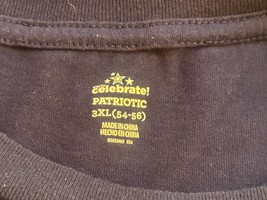 celebrate!
PATRIOTIC
3XL(54-56)
MADE IN CHINA
HECHO EN CHINA